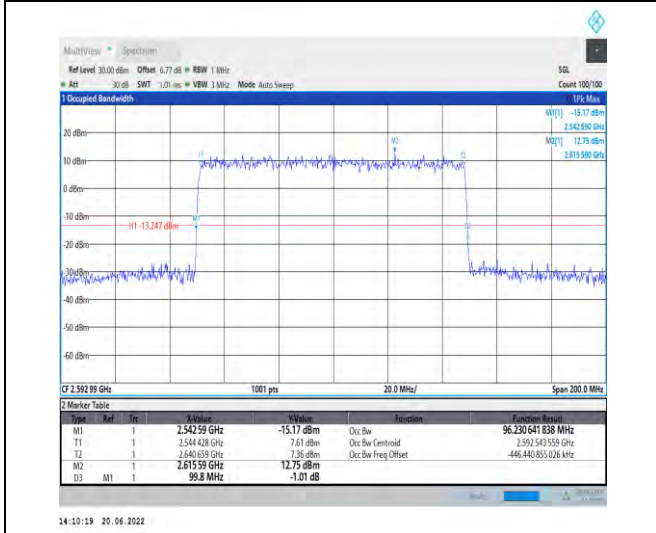 MultiView Spectrum
Ref Level 30.00 dBm Offset 6.77 dB RBW 1 MHz SGL
Att 30 dB SWT 1.01 ms VBW 3 MHz Mode Auto Sweep Count 100/100
1 Occupied Bandwidth 1Pk Max
M1[1] -15.17 dBm
2.542 590 GHz
M2[1] 12.75 dBm
2.615 590 GHz
20 dBm
M2
T1
T2
10 dBm
0 dBm
-10 dBm
M1
H1 -13.247 dBm
-20 dBm
-30 dBm
-40 dBm
-50 dBm
-60 dBm
CF 2.592 99 GHz 1001 pts 20.0 MHz/ Span 200.0 MHz
2 Marker Table
Type Ref Trc X-Value Y-Value Function Function Result
M1 1 2.542 59 GHz -15.17 dBm Occ Bw 96.230 641 838 MHz
T1 1 2.544 428 GHz 7.61 dBm Occ Bw Centroid 2.592 543 559 GHz
T2 1 2.640 659 GHz 7.36 dBm Occ Bw Freq Offset -446.440 855 026 kHz
M2 1 2.615 59 GHz 12.75 dBm
D3 M1 1 99.8 MHz -1.01 dB
14:10:19 20.06.2022